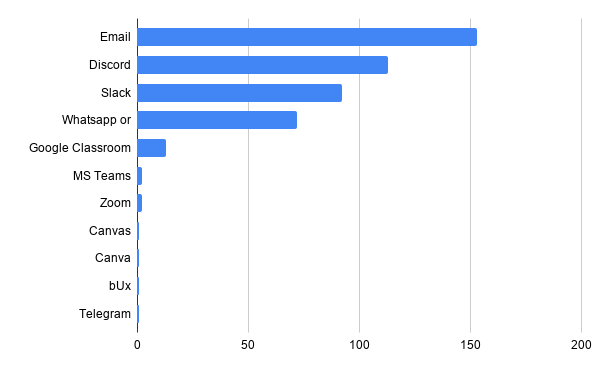 Email
Discord
Slack
Whatsapp or
Google Classroom
MS Teams
Zoom
Canvas
Canva
bUx
Telegram
0 50 100 150 200